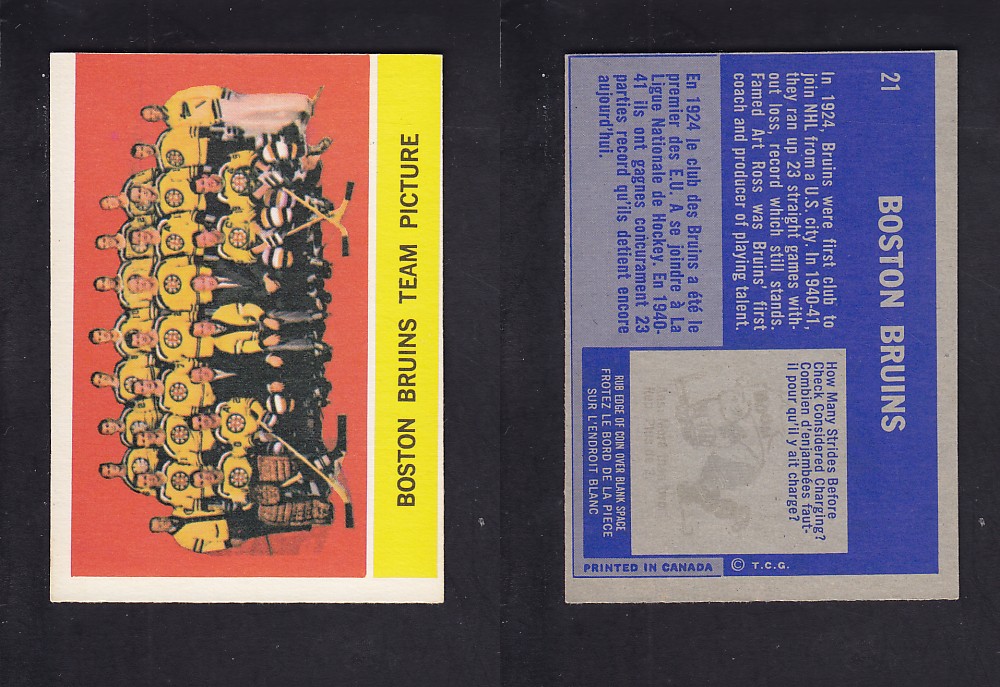 BOSTON BRUINS TEAM PICTURE
21
BOSTON BRUINS
In 1924, Bruins were first club to
join NHL from a U.S. city. In 1940-41,
they ran up 23 straight games with-
out loss, record which still stands.
Famed Art Ross was Bruins' first
coach and producer of playing talent.
En 1924 le club des Bruins a été le
premier des E.U. A se joindre à La
Ligue Nationale de Hockey. En 1940-
41 ils ont gagnes concurament 23
parties record qu'ils detient encore
aujourd'hui.
How Many Strides Before
Check Considered Charging?
Combien d'enjambées faut-
il pour qu'il y ait charge?
RUB EDGE OF COIN OVER BLANK SPACE
FROTEZ LE BORD DE LA PIECE
SUR L'ENDROIT BLANC
PRINTED IN CANADA
© T.C.G.